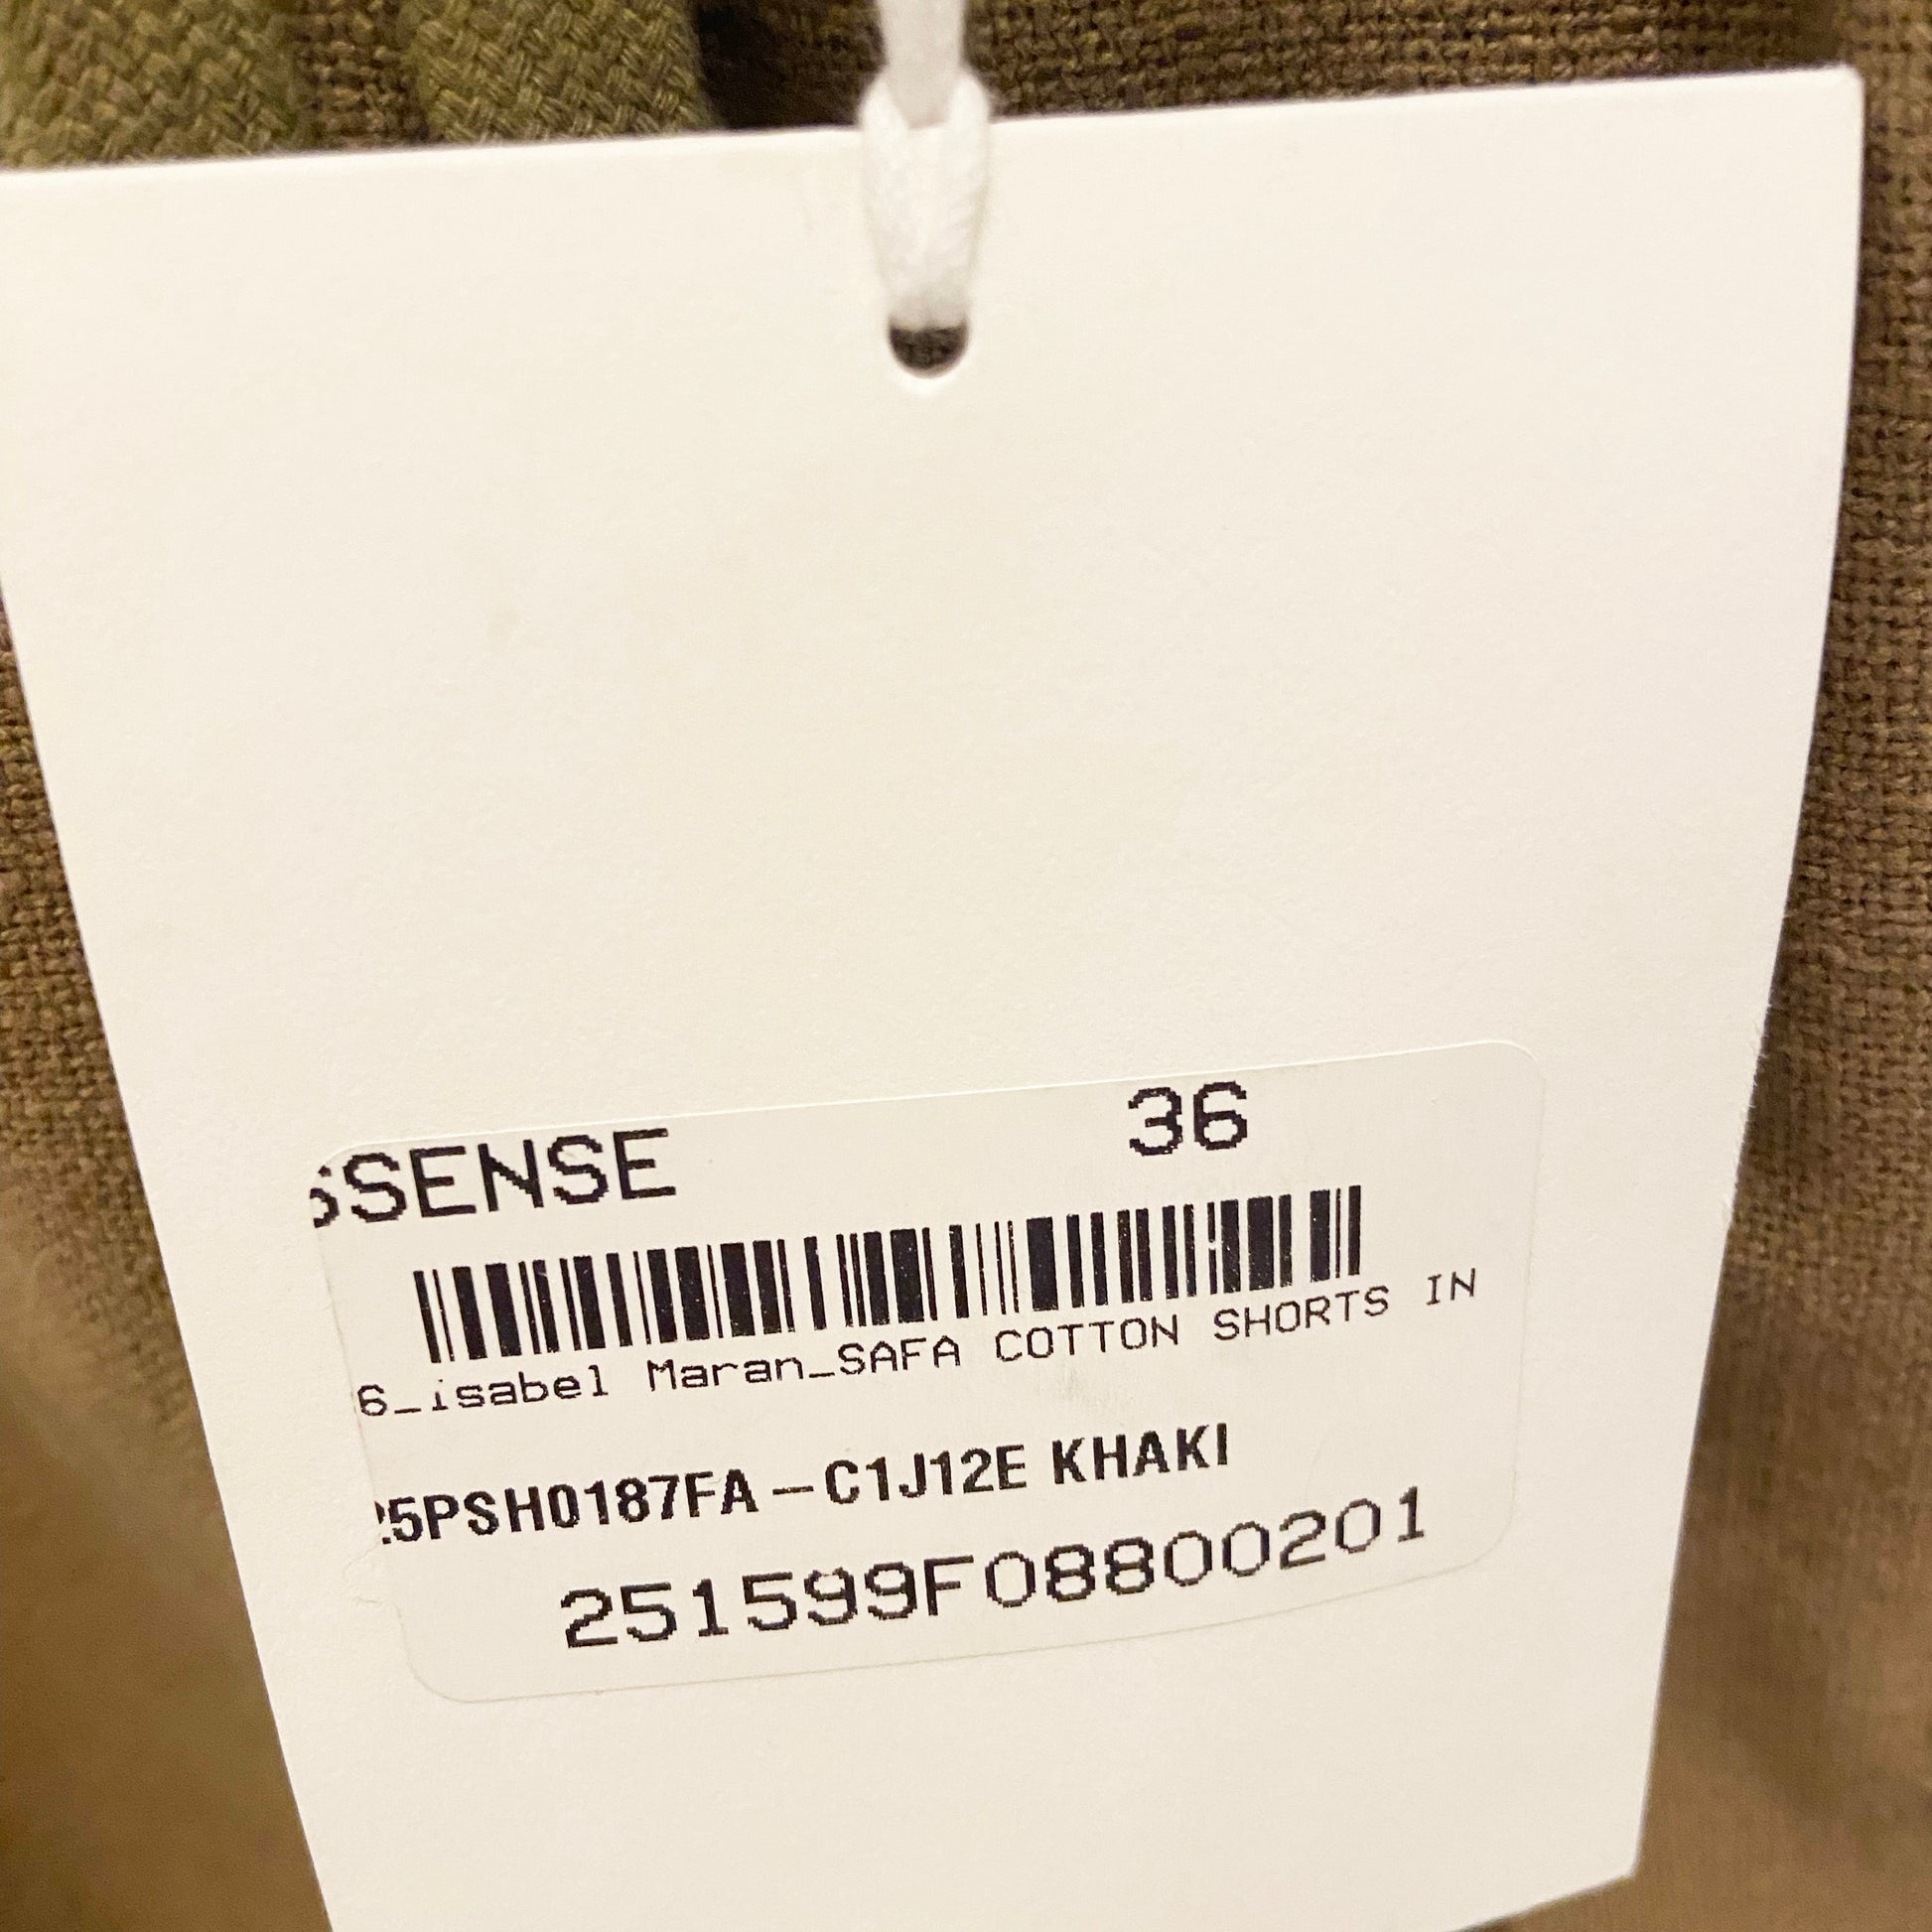 SSENSE 36
6_isabel Maran_SAFA COTTON SHORTS IN
25PSH0187FA-C1J12E KHAKI
251599F08800201